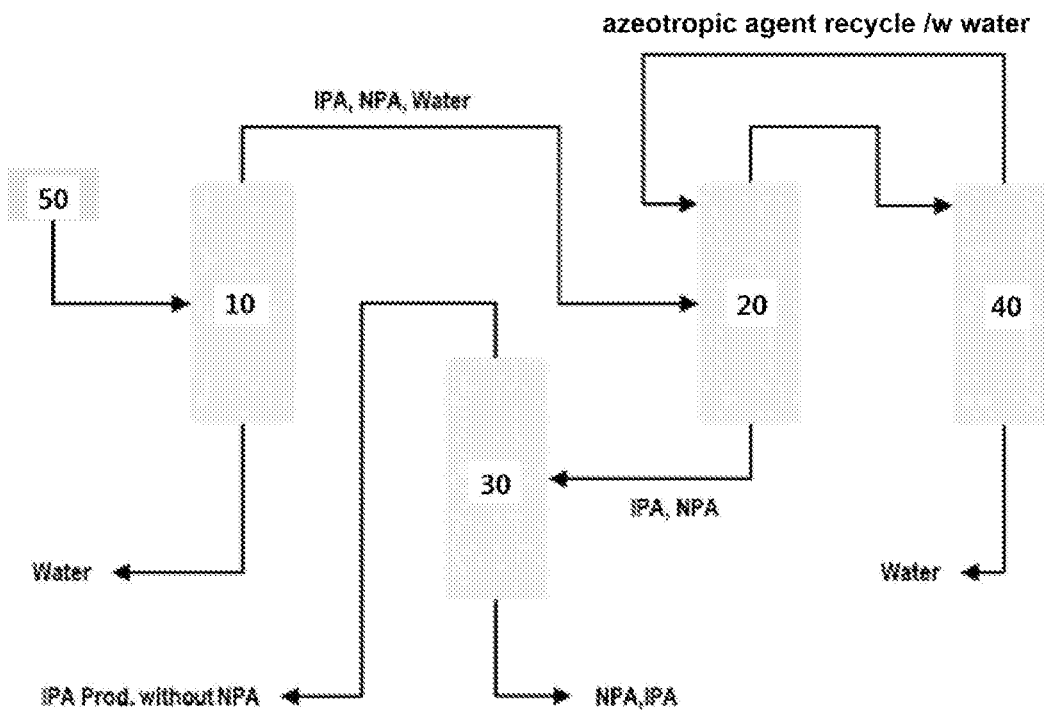 azeotropic agent recycle /w water
IPA, NPA, Water
50
10
20
40
30
IPA, NPA
Water
Water
IPA Prod. without NPA
NPA,IPA